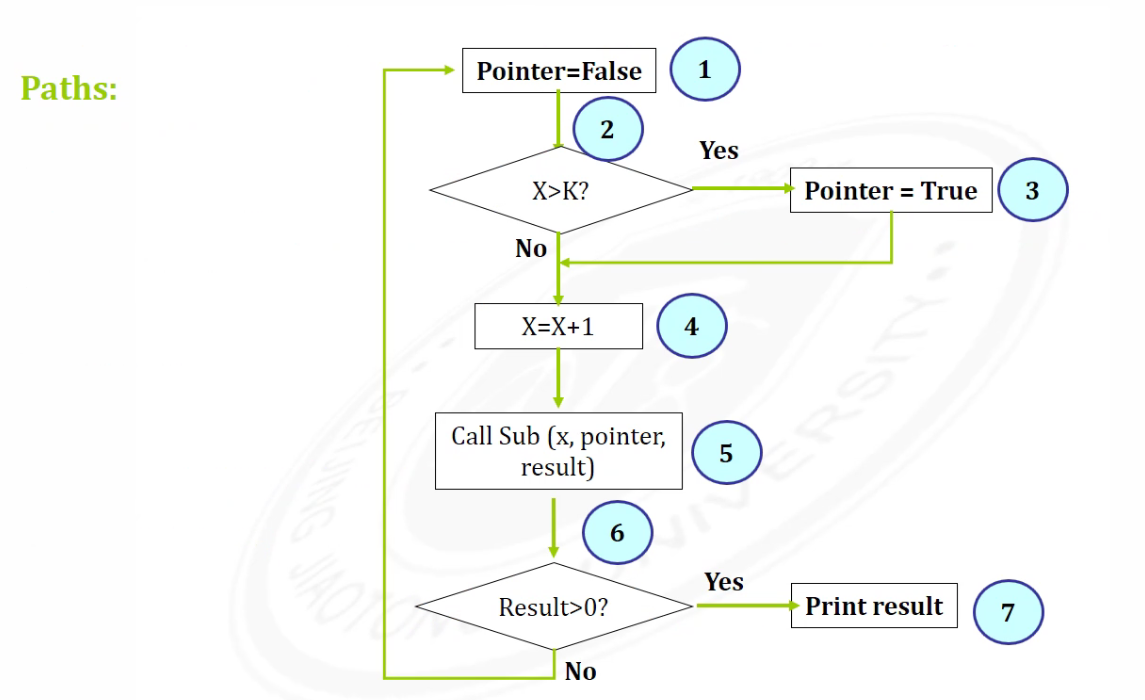 Paths:
Pointer=False
1
2
X>K?
Yes
Pointer = True
3
No
X=X+1
4
Call Sub (x, pointer,
result)
5
6
Result>0?
Yes
Print result
7
No